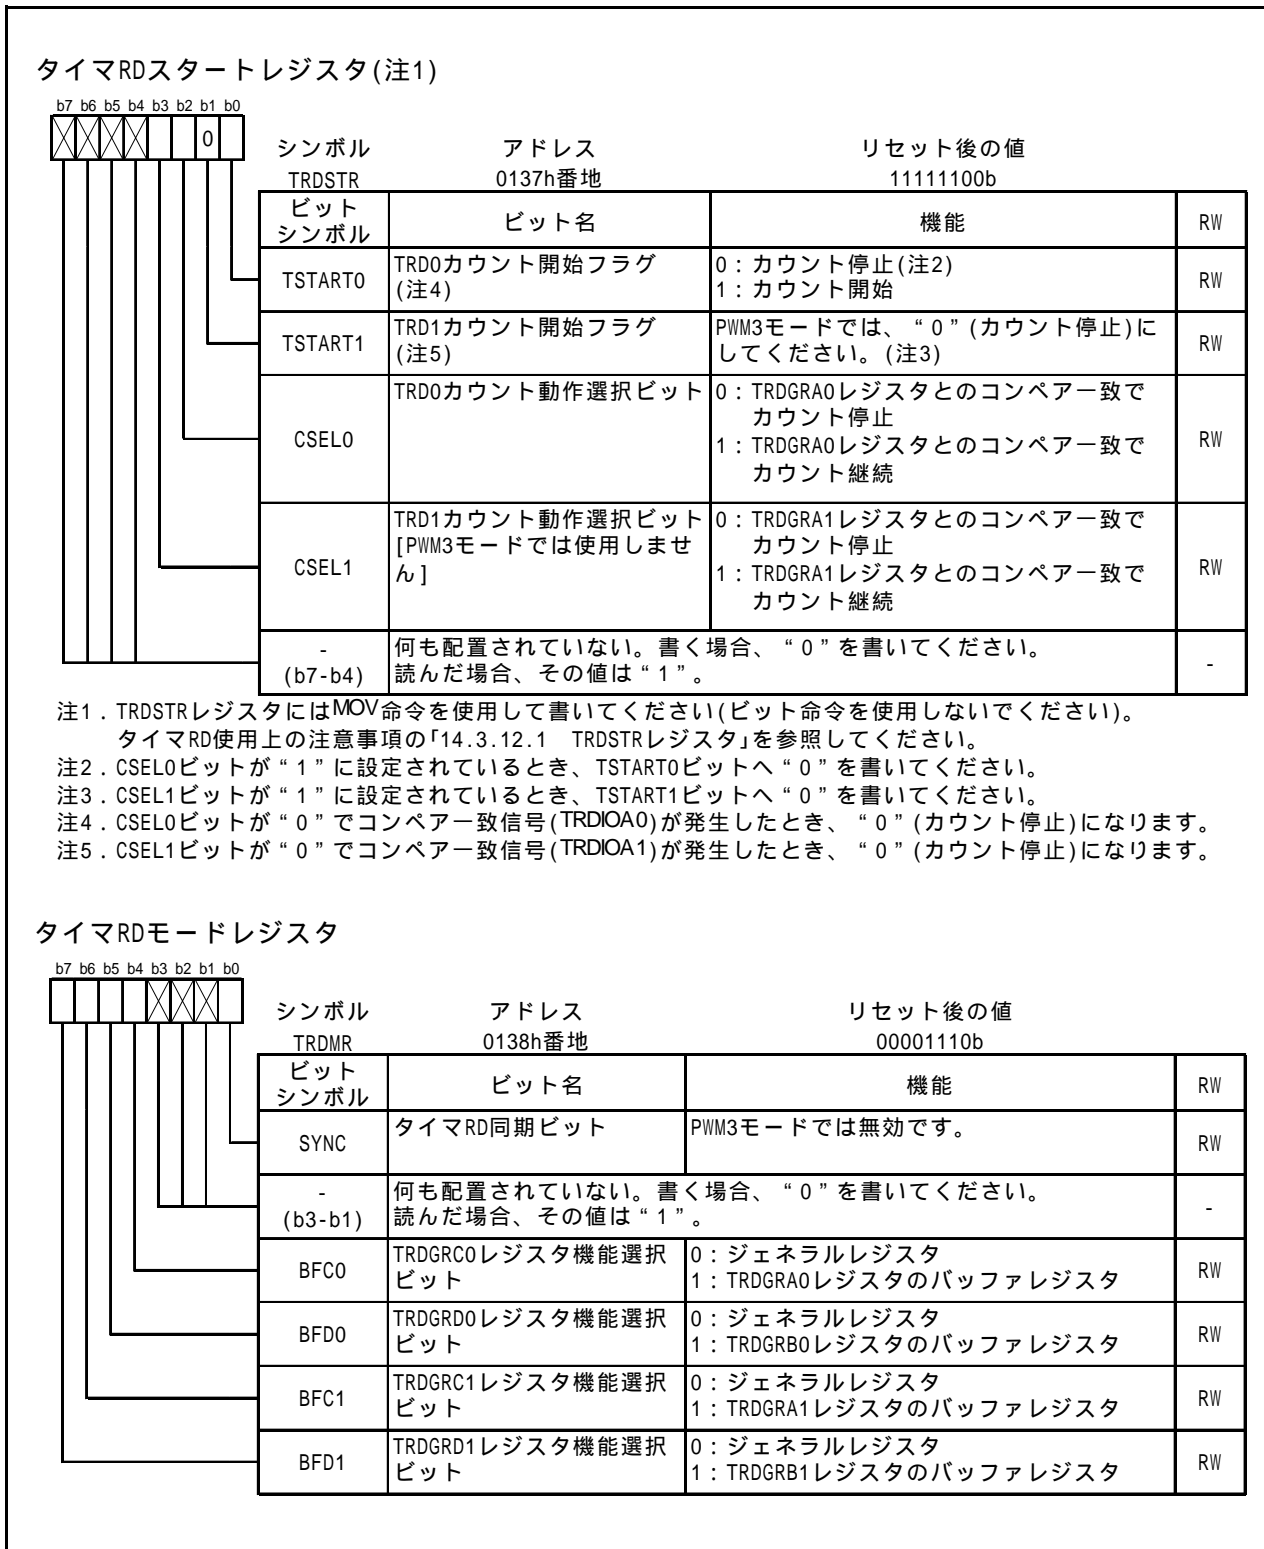 タイマRDスタートレジスタ(注1)
b7 b6 b5 b4 b3 b2 b1 b0
0
シンボル アドレス リセット後の値
TRDSTR 0137h番地 11111100b
ビット
シンボル ビット名 機能 RW
TSTART0 TRD0カウント開始フラグ
(注4) 0:カウント停止(注2)
1:カウント開始 RW
TSTART1 TRD1カウント開始フラグ
(注5) PWM3モードでは、“0”(カウント停止)に
してください。(注3) RW
CSEL0 TRD0カウント動作選択ビット 0:TRDGRA0レジスタとのコンペア一致で
カウント停止
1:TRDGRA0レジスタとのコンペア一致で
カウント継続 RW
CSEL1 TRD1カウント動作選択ビット
[PWM3モードでは使用しませ
ん] 0:TRDGRA1レジスタとのコンペア一致で
カウント停止
1:TRDGRA1レジスタとのコンペア一致で
カウント継続 RW
-
(b7-b4) 何も配置されていない。書く場合、“0”を書いてください。
読んだ場合、その値は“1”。 -
注1.TRDSTRレジスタにはMOV命令を使用して書いてください(ビット命令を使用しないでください)。
タイマRD使用上の注意事項の「14.3.12.1 TRDSTRレジスタ」を参照してください。
注2.CSEL0ビットが“1”に設定されているとき、TSTART0ビットへ“0”を書いてください。
注3.CSEL1ビットが“1”に設定されているとき、TSTART1ビットへ“0”を書いてください。
注4.CSEL0ビットが“0”でコンペア一致信号(TRDIOA0)が発生したとき、“0”(カウント停止)になります。
注5.CSEL1ビットが“0”でコンペア一致信号(TRDIOA1)が発生したとき、“0”(カウント停止)になります。
タイマRDモードレジスタ
b7 b6 b5 b4 b3 b2 b1 b0
シンボル アドレス リセット後の値
TRDMR 0138h番地 00001110b
ビット
シンボル ビット名 機能 RW
SYNC タイマRD同期ビット PWM3モードでは無効です。 RW
-
(b3-b1) 何も配置されていない。書く場合、“0”を書いてください。
読んだ場合、その値は“1”。 -
BFC0 TRDGRC0レジスタ機能選択
ビット 0:ジェネラルレジスタ
1:TRDGRA0レジスタのバッファレジスタ RW
BFD0 TRDGRD0レジスタ機能選択
ビット 0:ジェネラルレジスタ
1:TRDGRB0レジスタのバッファレジスタ RW
BFC1 TRDGRC1レジスタ機能選択
ビット 0:ジェネラルレジスタ
1:TRDGRA1レジスタのバッファレジスタ RW
BFD1 TRDGRD1レジスタ機能選択
ビット 0:ジェネラルレジスタ
1:TRDGRB1レジスタのバッファレジスタ RW